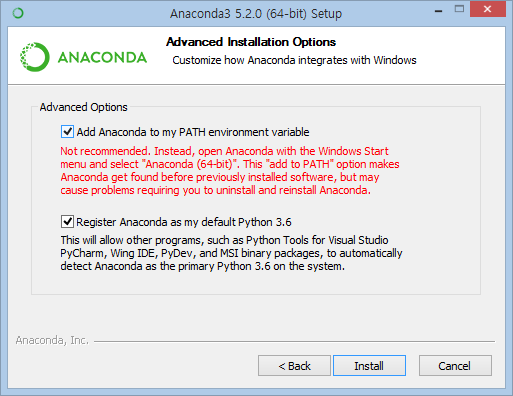 Anaconda3 5.2.0 (64-bit) Setup
ANACONDA
Advanced Installation Options
Customize how Anaconda integrates with Windows
Advanced Options
Add Anaconda to my PATH environment variable
Not recommended. Instead, open Anaconda with the Windows Start
menu and select "Anaconda (64-bit)". This "add to PATH" option makes
Anaconda get found before previously installed software, but may
cause problems requiring you to uninstall and reinstall Anaconda.
Register Anaconda as my default Python 3.6
This will allow other programs, such as Python Tools for Visual Studio
PyCharm, Wing IDE, PyDev, and MSI binary packages, to automatically
detect Anaconda as the primary Python 3.6 on the system.
Anaconda, Inc.
< Back
Install
Cancel